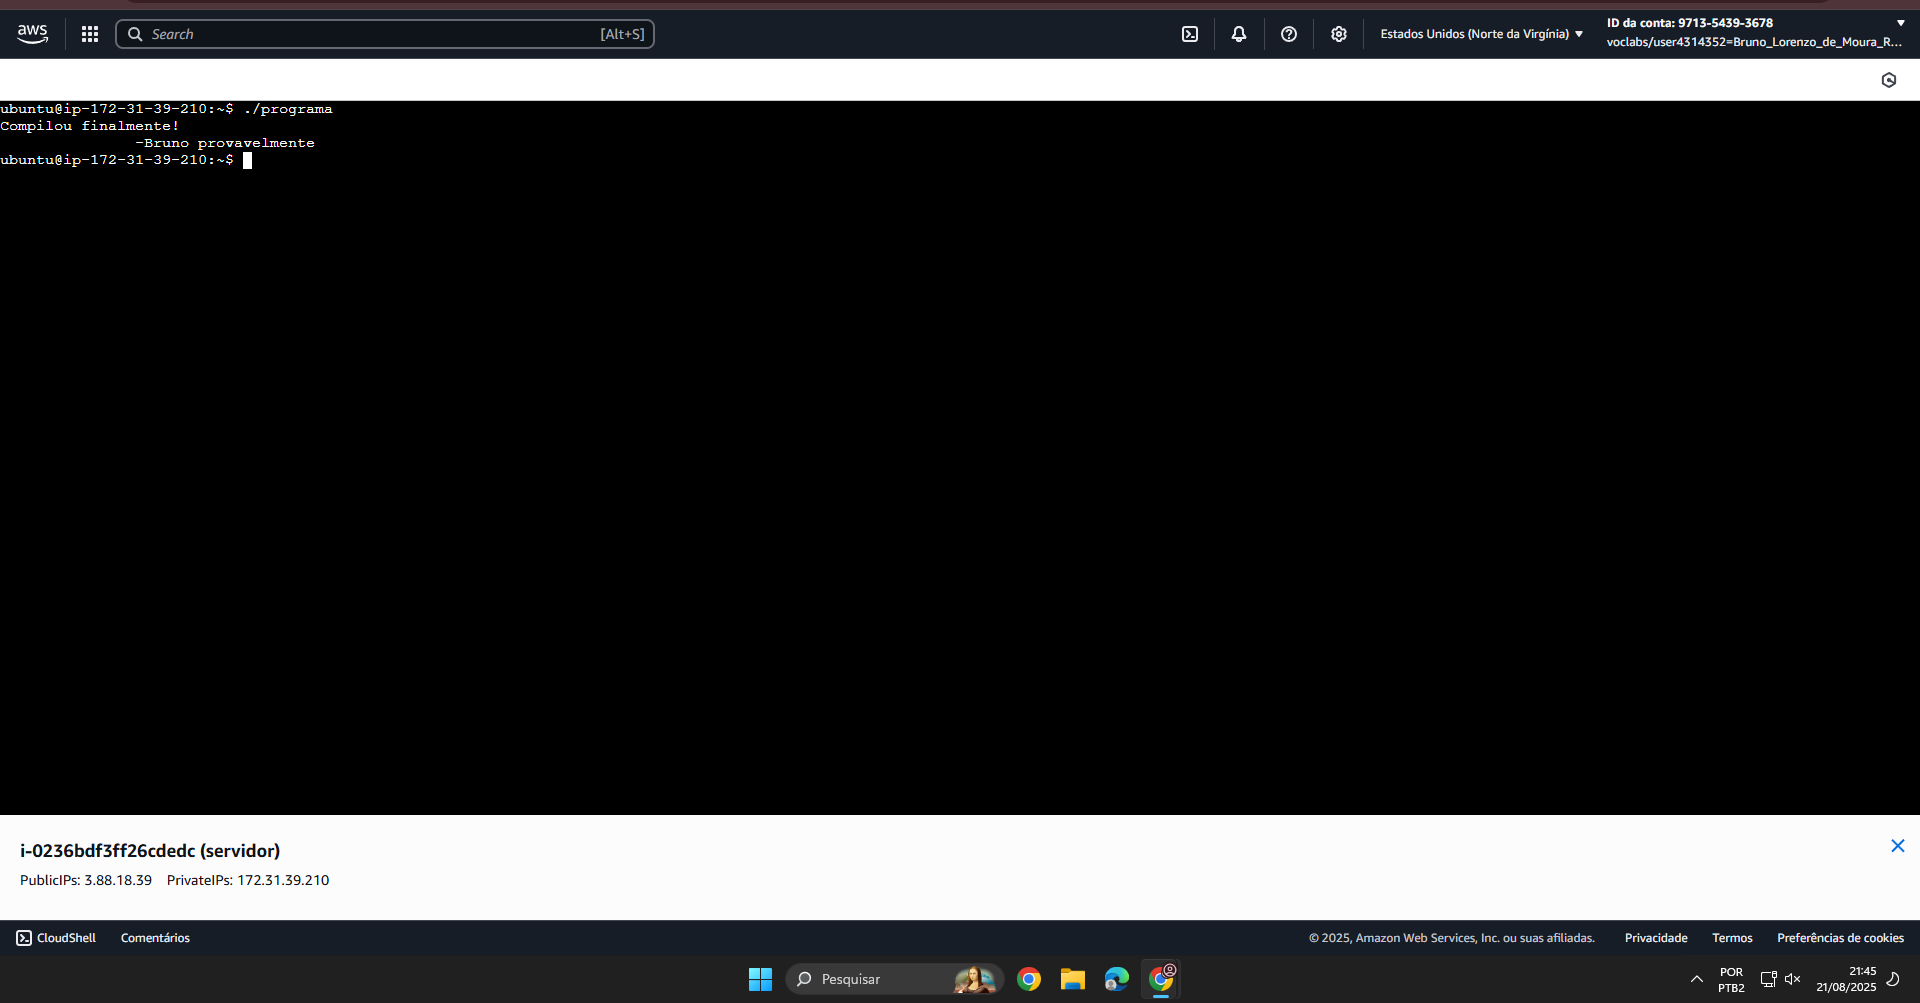 aws
Search
[Alt+S]
Estados Unidos (Norte da Virgínia)
ID da conta: 9713-5439-3678
voclabs/user4314352=Bruno_Lorenzo_de_Moura_R...
ubuntu@ip-172-31-39-210:~$ ./programa
Compilou finalmente!
-Bruno provavelmente
ubuntu@ip-172-31-39-210:~$
i-0236bdf3ff26cdedc (servidor)
PublicIPs: 3.88.18.39 PrivateIPs: 172.31.39.210
CloudShell Comentários
© 2025, Amazon Web Services, Inc. ou suas afiliadas. Privacidade Termos Preferências de cookies
Pesquisar
POR
PTB2
21:45
21/08/2025